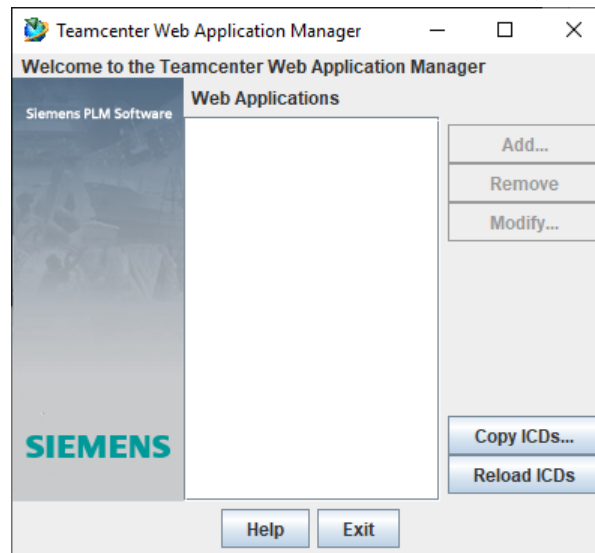 Teamcenter Web Application Manager
Welcome to the Teamcenter Web Application Manager
Siemens PLM Software
Web Applications
Add...
Remove
Modify...
SIEMENS
Copy ICDs...
Reload ICDs
Help Exit